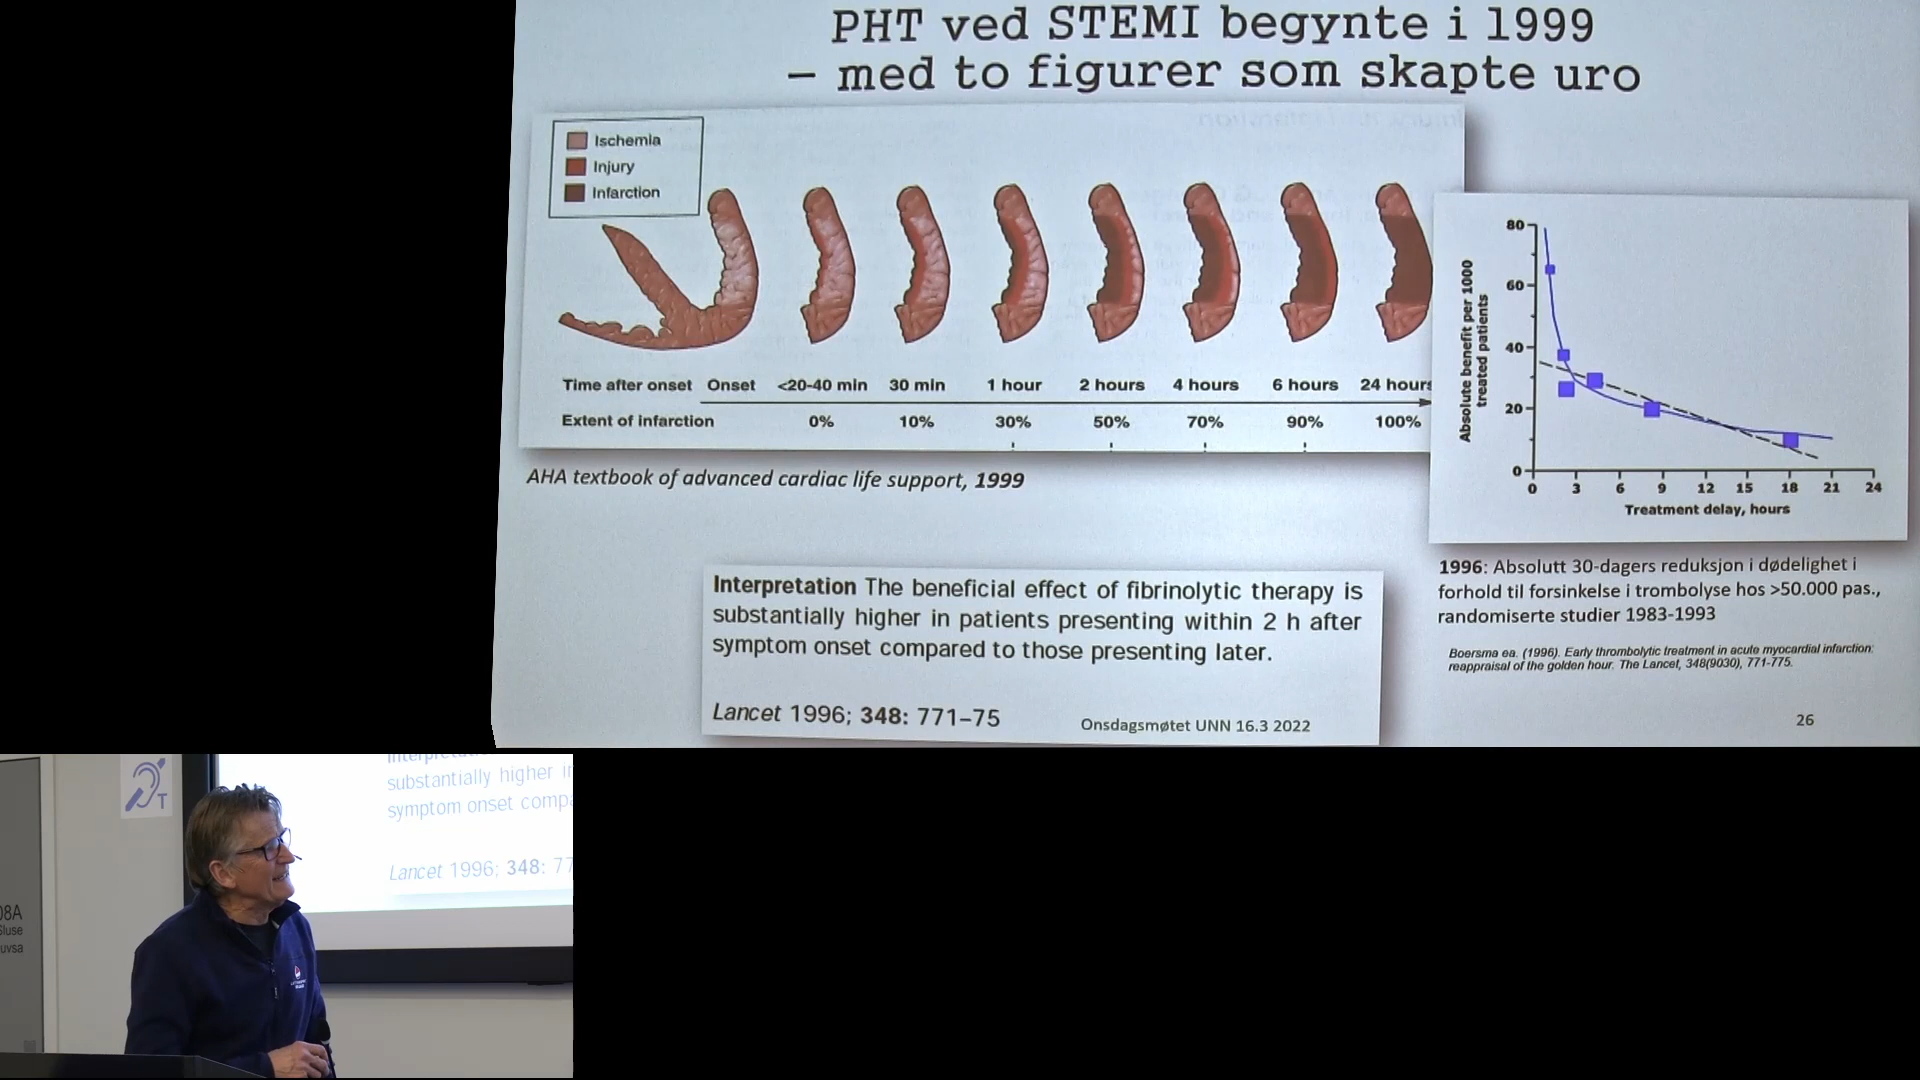 PHT ved STEMI begynte i 1999
– med to figurer som skapte uro
Ischemia
Injury
Infarction
Time after onset Onset <20-40 min 30 min 1 hour 2 hours 4 hours 6 hours 24 hours
Extent of infarction 0% 10% 30% 50% 70% 90% 100%
AHA textbook of advanced cardiac life support, 1999
Absolute benefit per 1000
treated patients
80
60
40
20
0
0 3 6 9 12 15 18 21 24
Treatment delay, hours
1996: Absolutt 30-dagers reduksjon i dødelighet i
forhold til forsinkelse i trombolyse hos >50.000 pas.,
randomiserte studier 1983-1993
Boersma ea. (1996). Early thrombolytic treatment in acute myocardial infarction:
reappraisal of the golden hour. The Lancet, 348(9030), 771-775.
Interpretation The beneficial effect of fibrinolytic therapy is
substantially higher in patients presenting within 2 h after
symptom onset compared to those presenting later.
Lancet 1996; 348: 771–75
Onsdagsmøtet UNN 16.3 2022
26
T
substantially higher in
symptom onset compa
Lancet 1996; 348: 77
08A
Sluse
uvsa